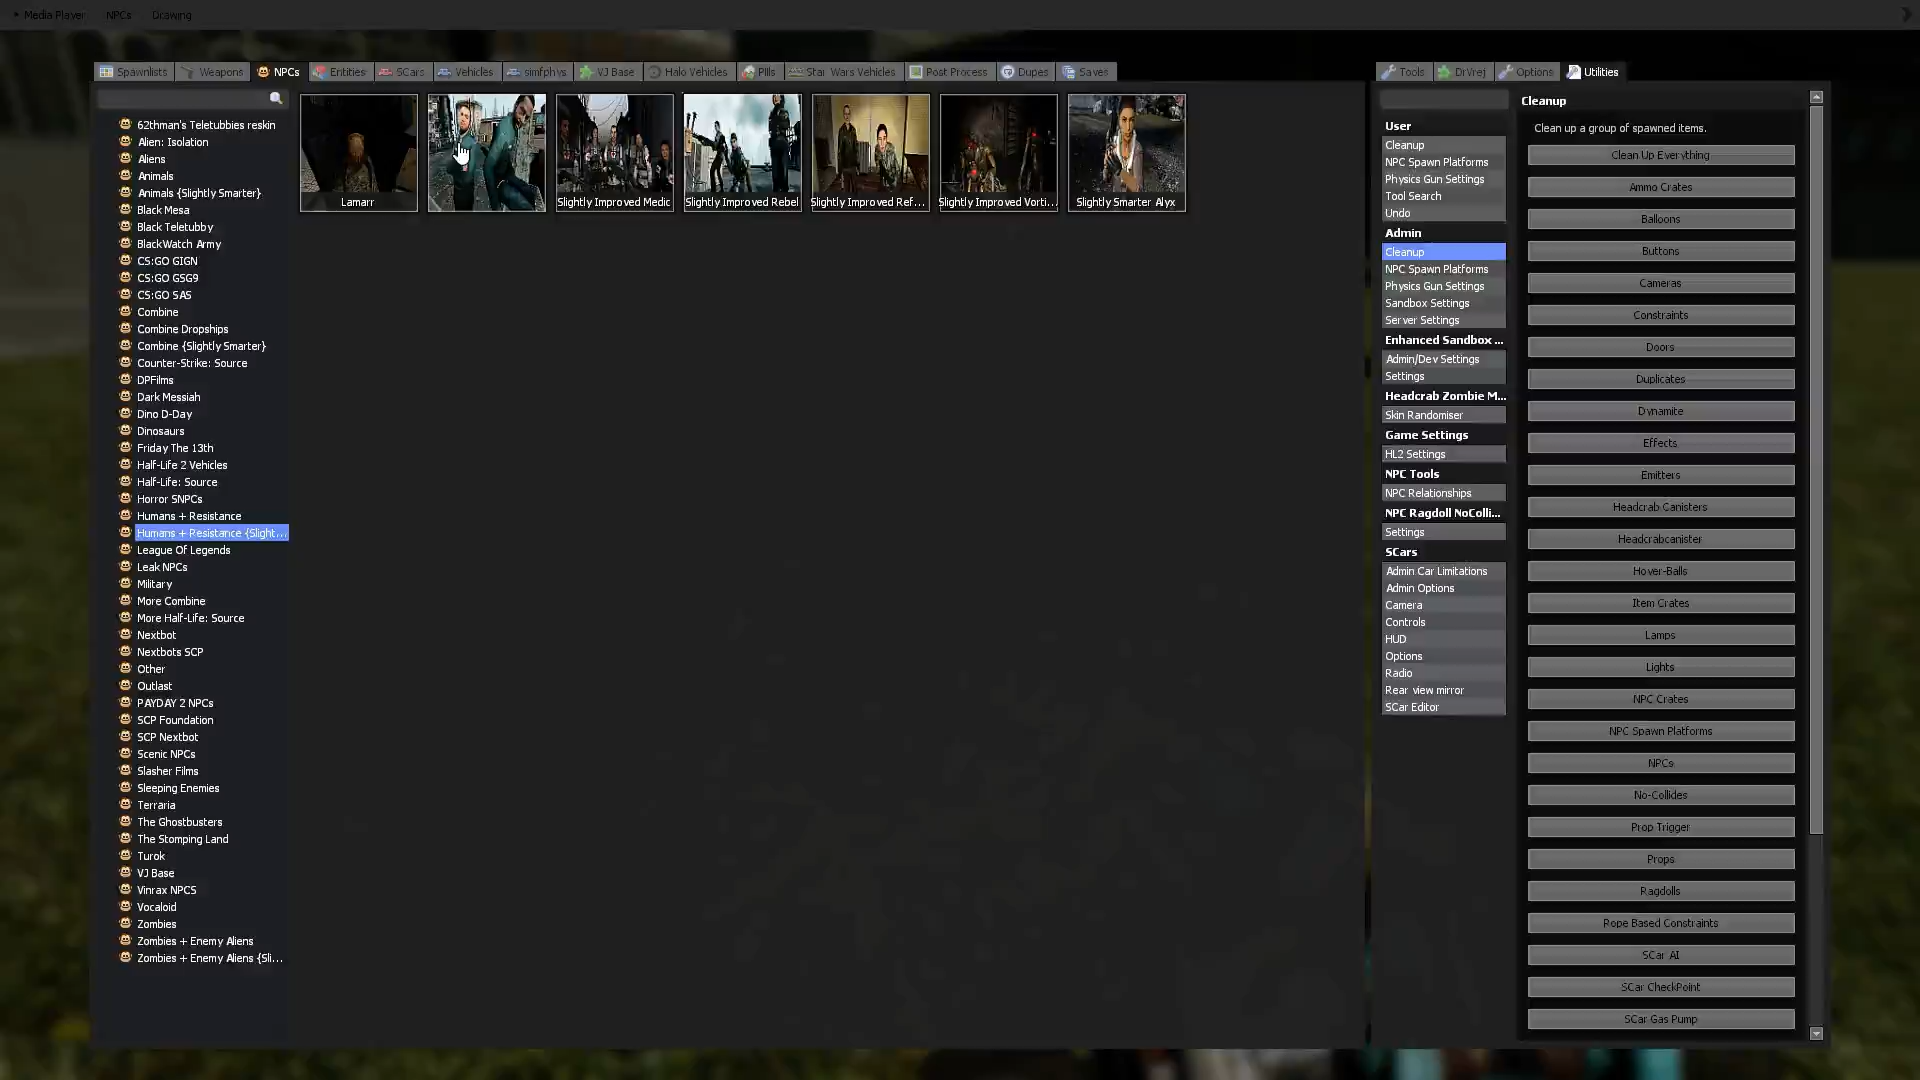 Media Player NPCs Drawing
Spawnlists Weapons NPCs Entities SCars Vehicles simfphys VJ Base Halo Vehicles Pills Star Wars Vehicles Post Process Dupes Saves
62thman's Teletubbies reskin
Alien: Isolation
Aliens
Animals
Animals {Slightly Smarter}
Black Mesa
Black Teletubby
BlackWatch Army
CS:GO GIGN
CS:GO GSG9
CS:GO SAS
Combine
Combine Dropships
Combine {Slightly Smarter}
Counter-Strike: Source
DPFilms
Dark Messiah
Dino D-Day
Dinosaurs
Friday The 13th
Half-Life 2 Vehicles
Half-Life: Source
Horror SNPCs
Humans + Resistance
Humans + Resistance {Slight...
League Of Legends
Leak NPCs
Military
More Combine
More Half-Life: Source
Nextbot
Nextbots SCP
Other
Outlast
PAYDAY 2 NPCs
SCP Foundation
SCP Nextbot
Scenic NPCs
Slasher Films
Sleeping Enemies
Terraria
The Ghostbusters
The Stomping Land
Turok
VJ Base
Vinrax NPCS
Vocaloid
Zombies
Zombies + Enemy Aliens
Zombies + Enemy Aliens {Sli...
Lamarr
Slightly Improved Medic
Slightly Improved Rebel
Slightly Improved Ref...
Slightly Improved Vorti...
Slightly Smarter Alyx
Tools DrVrej Options Utilities
User
Cleanup
NPC Spawn Platforms
Physics Gun Settings
Tool Search
Undo
Admin
Cleanup
NPC Spawn Platforms
Physics Gun Settings
Sandbox Settings
Server Settings
Enhanced Sandbox ...
Admin/Dev Settings
Settings
Headcrab Zombie M...
Skin Randomiser
Game Settings
HL2 Settings
NPC Tools
NPC Relationships
NPC Ragdoll NoColli...
Settings
SCars
Admin Car Limitations
Admin Options
Camera
Controls
HUD
Options
Radio
Rear view mirror
SCar Editor
Cleanup
Clean up a group of spawned items.
Clean Up Everything
Ammo Crates
Balloons
Buttons
Cameras
Constraints
Doors
Duplicates
Dynamite
Effects
Emitters
Headcrab Canisters
Headcrabcanister
Hover-Balls
Item Crates
Lamps
Lights
NPC Crates
NPC Spawn Platforms
NPCs
No-Collides
Prop Trigger
Props
Ragdolls
Rope Based Constraints
SCar AI
SCar CheckPoint
SCar Gas Pump